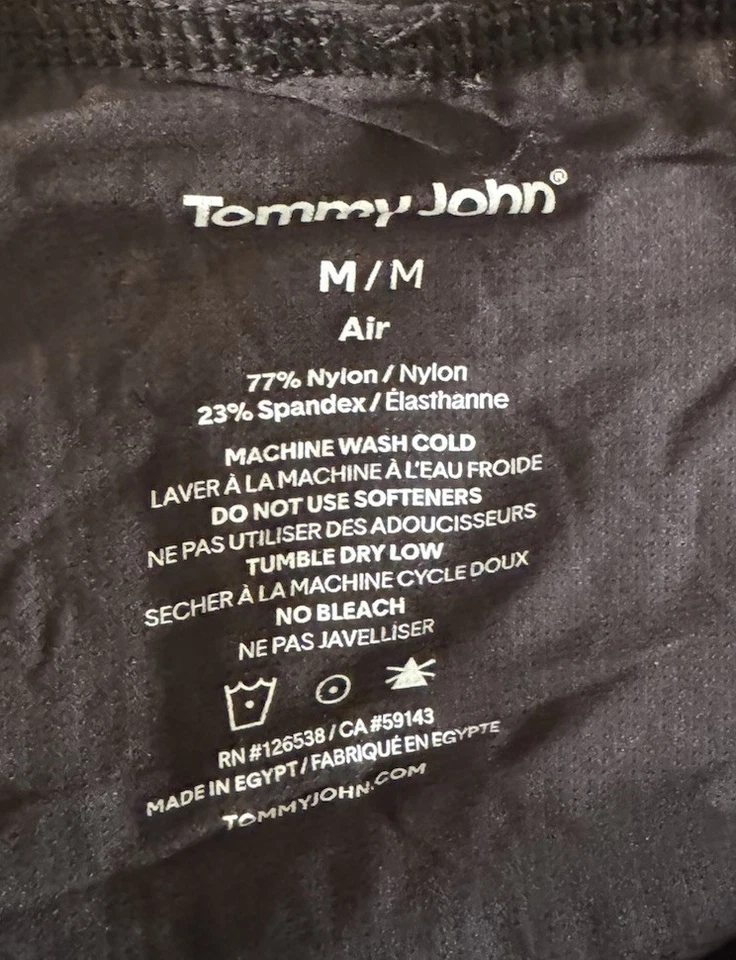 Tommy John®
M/M
Air
77% Nylon / Nylon
23% Spandex / Élasthanne
MACHINE WASH COLD
LAVER À LA MACHINE À L'EAU FROIDE
DO NOT USE SOFTENERS
NE PAS UTILISER DES ADOUCISSEURS
TUMBLE DRY LOW
SECHER À LA MACHINE CYCLE DOUX
NO BLEACH
NE PAS JAVELLISER
RN #126538 / CA #59143
MADE IN EGYPT / FABRIQUÉ EN EGYPTE
TOMMYJOHN.COM